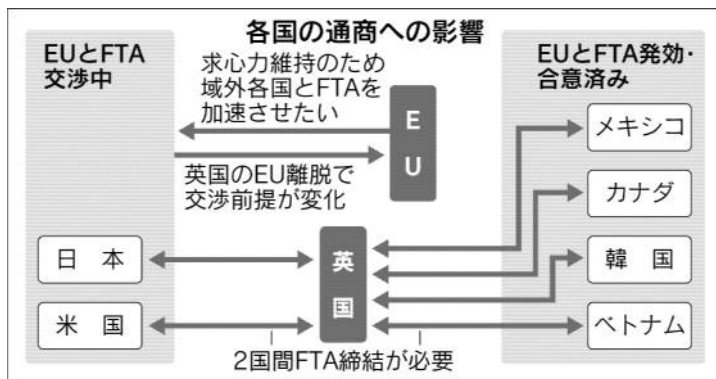 各国の通商への影響
EUとFTA
交渉中
求心力維持のため
域外各国とFTAを
加速させたい
EU
英国のEU離脱で
交渉前提が変化
EUとFTA発効・
合意済み
メキシコ
カナダ
韓国
ベトナム
日本
米国
英国
2国間FTA締結が必要